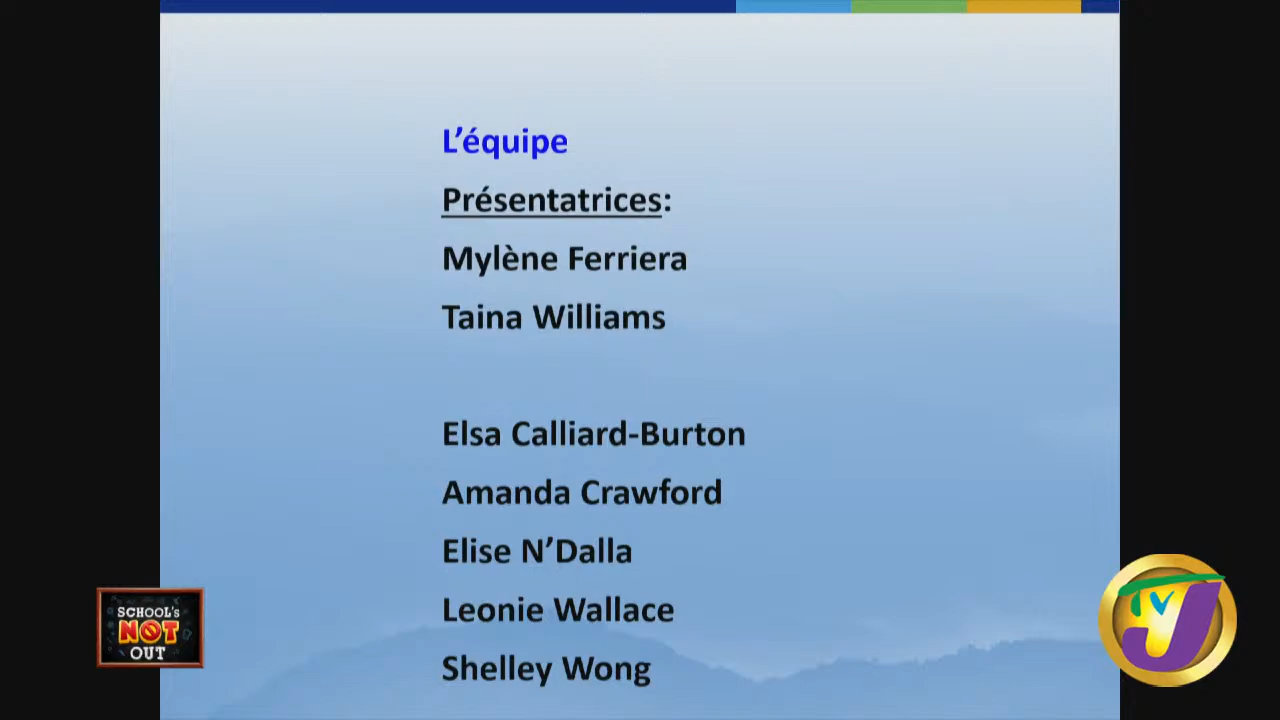 L'équipe
Présentatrices:
Mylène Ferriera
Taina Williams
Elsa Calliard-Burton
Amanda Crawford
Elise N'Dalla
Leonie Wallace
Shelley Wong
SCHOOL's
NOT
OUT
TVJ